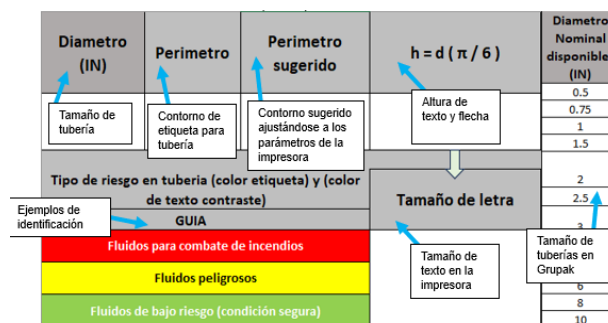 Diametro
(IN)
Perimetro
Perimetro
sugerido
h = d ( π / 6 )
Diametro
Nominal
disponible
(IN)
Tamaño de
tubería
Contorno de
etiqueta para
tubería
Contorno sugerido
ajustándose a los
parámetros de la
impresora
Altura de
texto y flecha
0.5
0.75
1
1.5
2
2.5
3
Tipo de riesgo en tuberia (color etiqueta) y (color
de texto contraste)
Tamaño de letra
Ejemplos de
identificación
GUIA
Fluidos para combate de incendios
Fluidos peligrosos
Fluidos de bajo riesgo (condición segura)
Tamaño de
texto en la
impresora
Tamaño de
tuberías en
Grupak
6
8
10